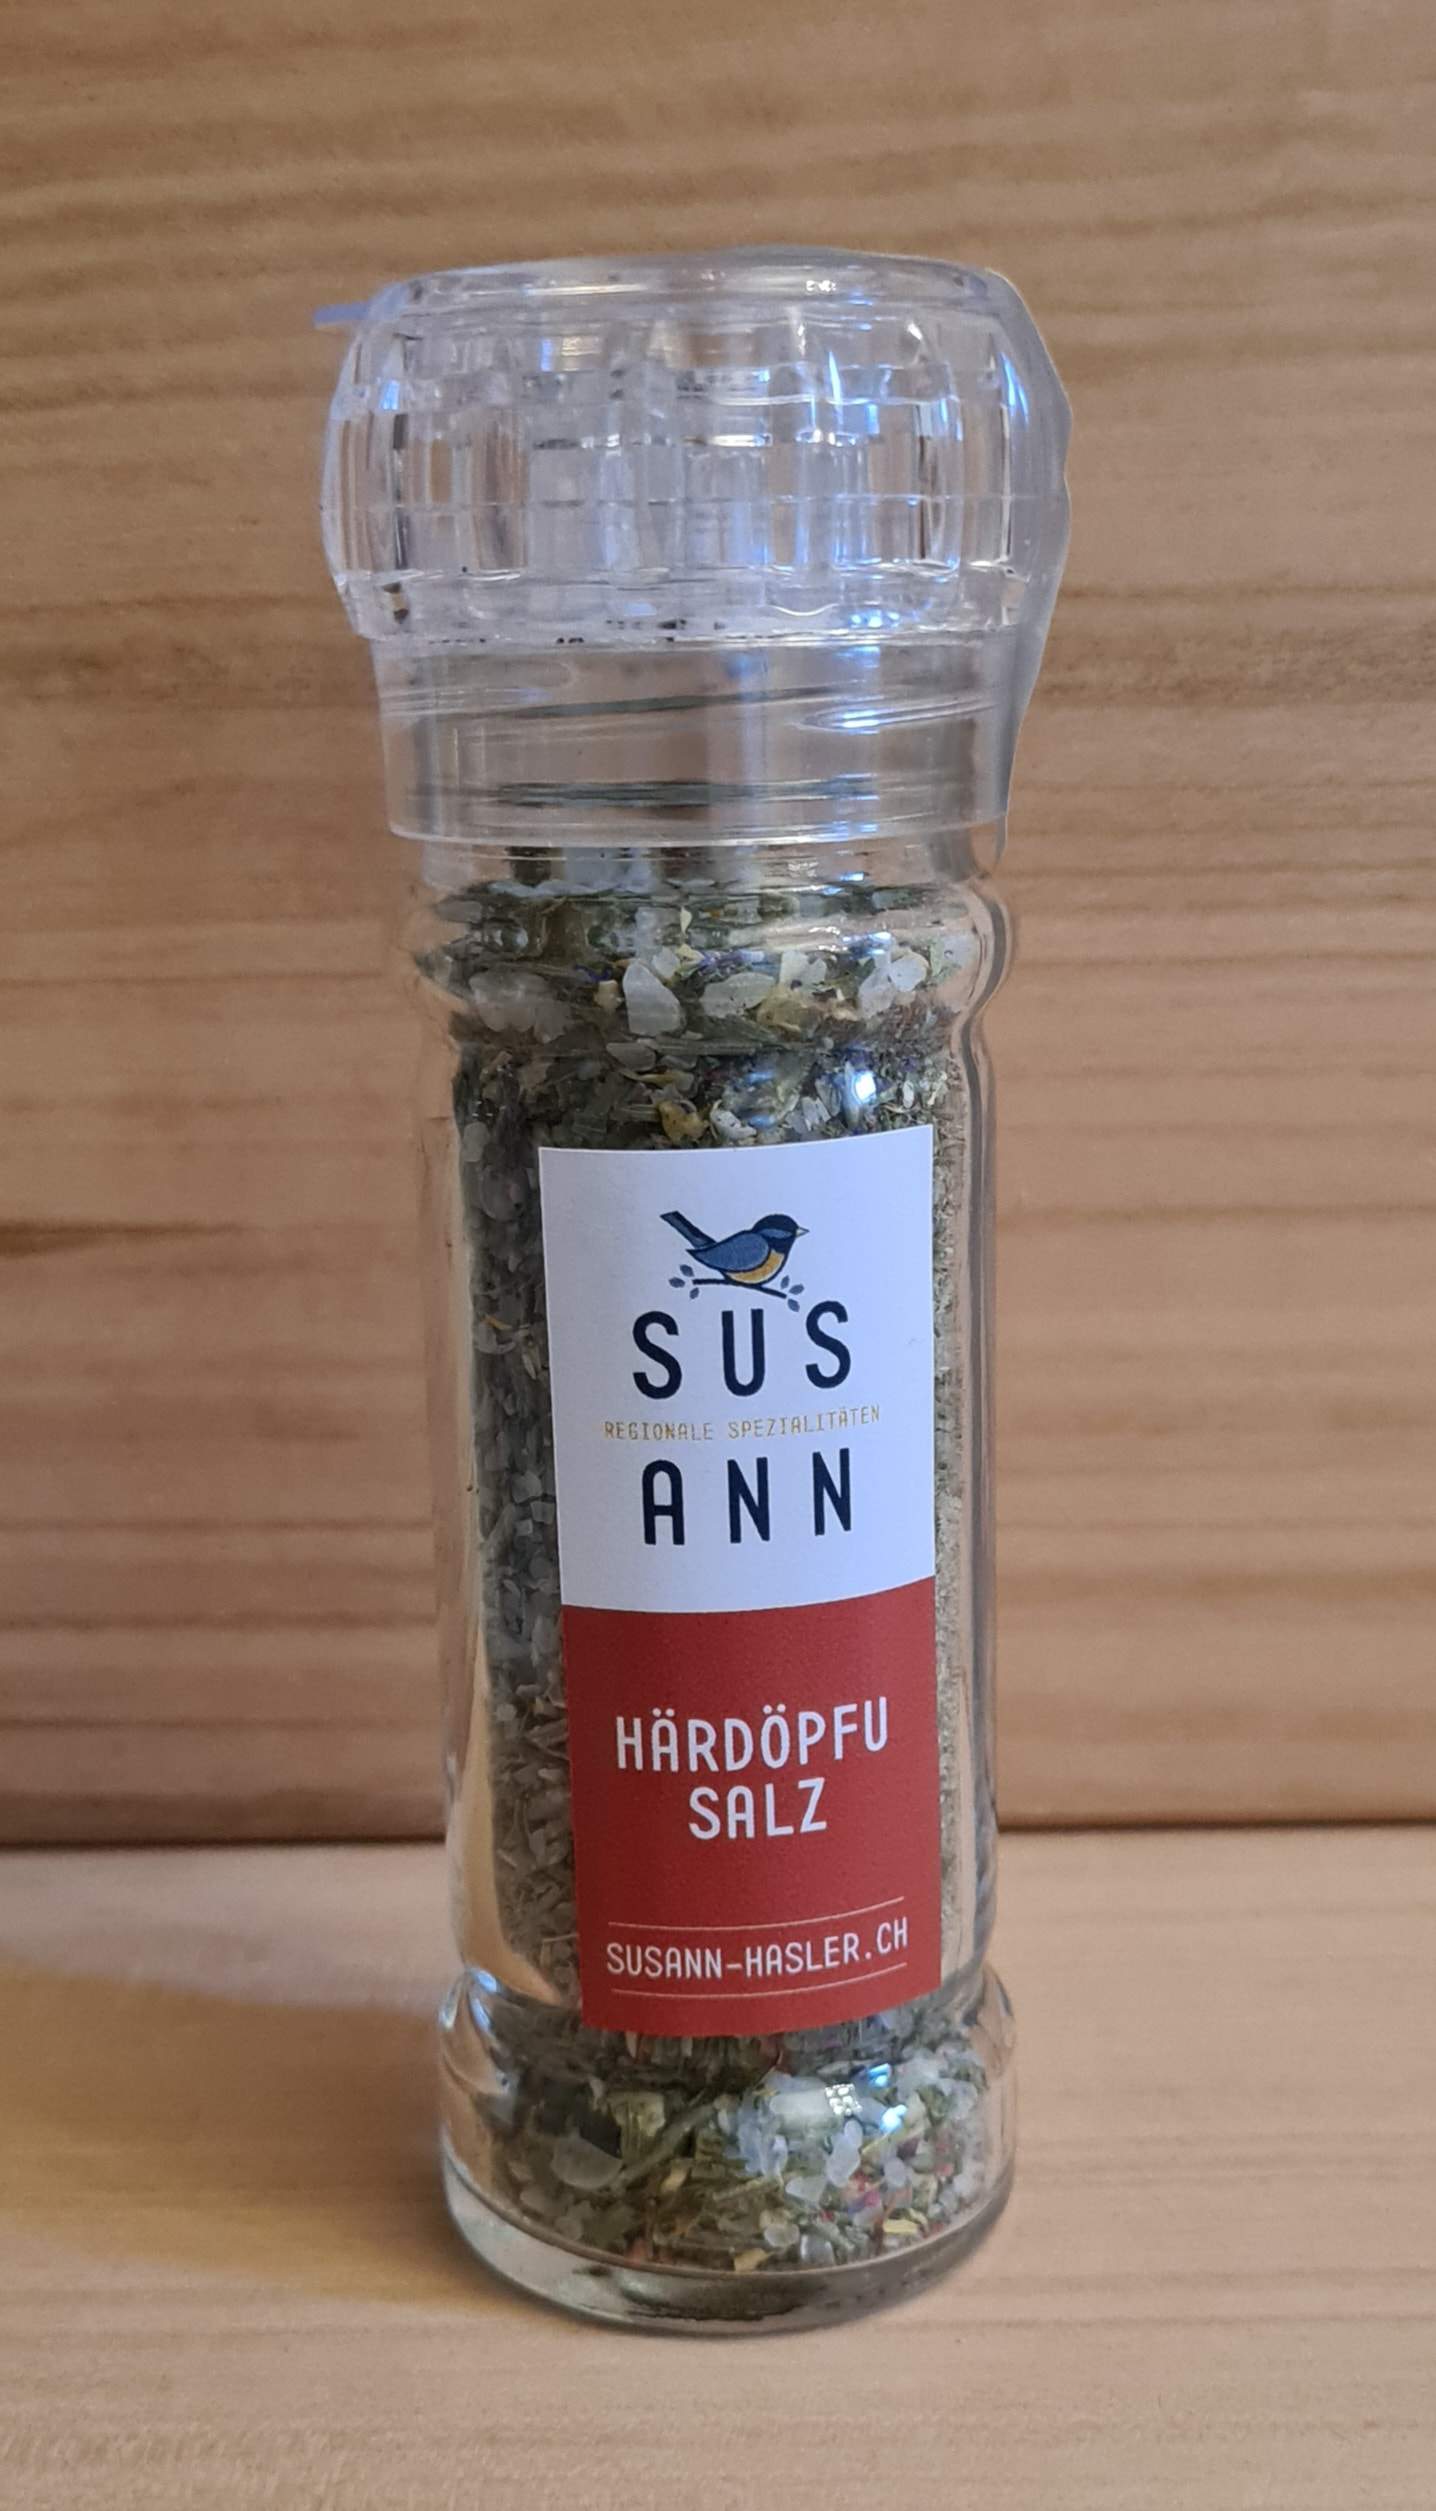 SUS
REGIONALE SPEZIALITÄTEN
ANN
HÄRDÖPFU
SALZ
SUSANN-HASLER.CH